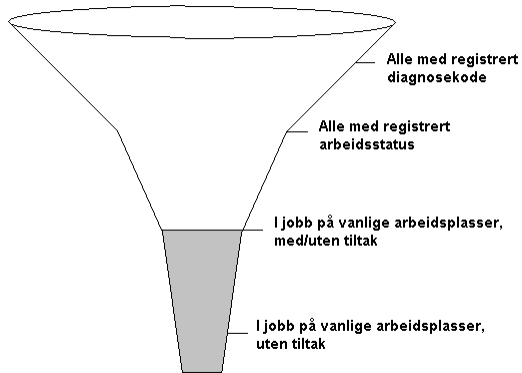 Alle med registrert
diagnosekode
Alle med registrert
arbeidsstatus
I jobb på vanlige arbeidsplasser,
med/uten tiltak
I jobb på vanlige arbeidsplasser,
uten tiltak